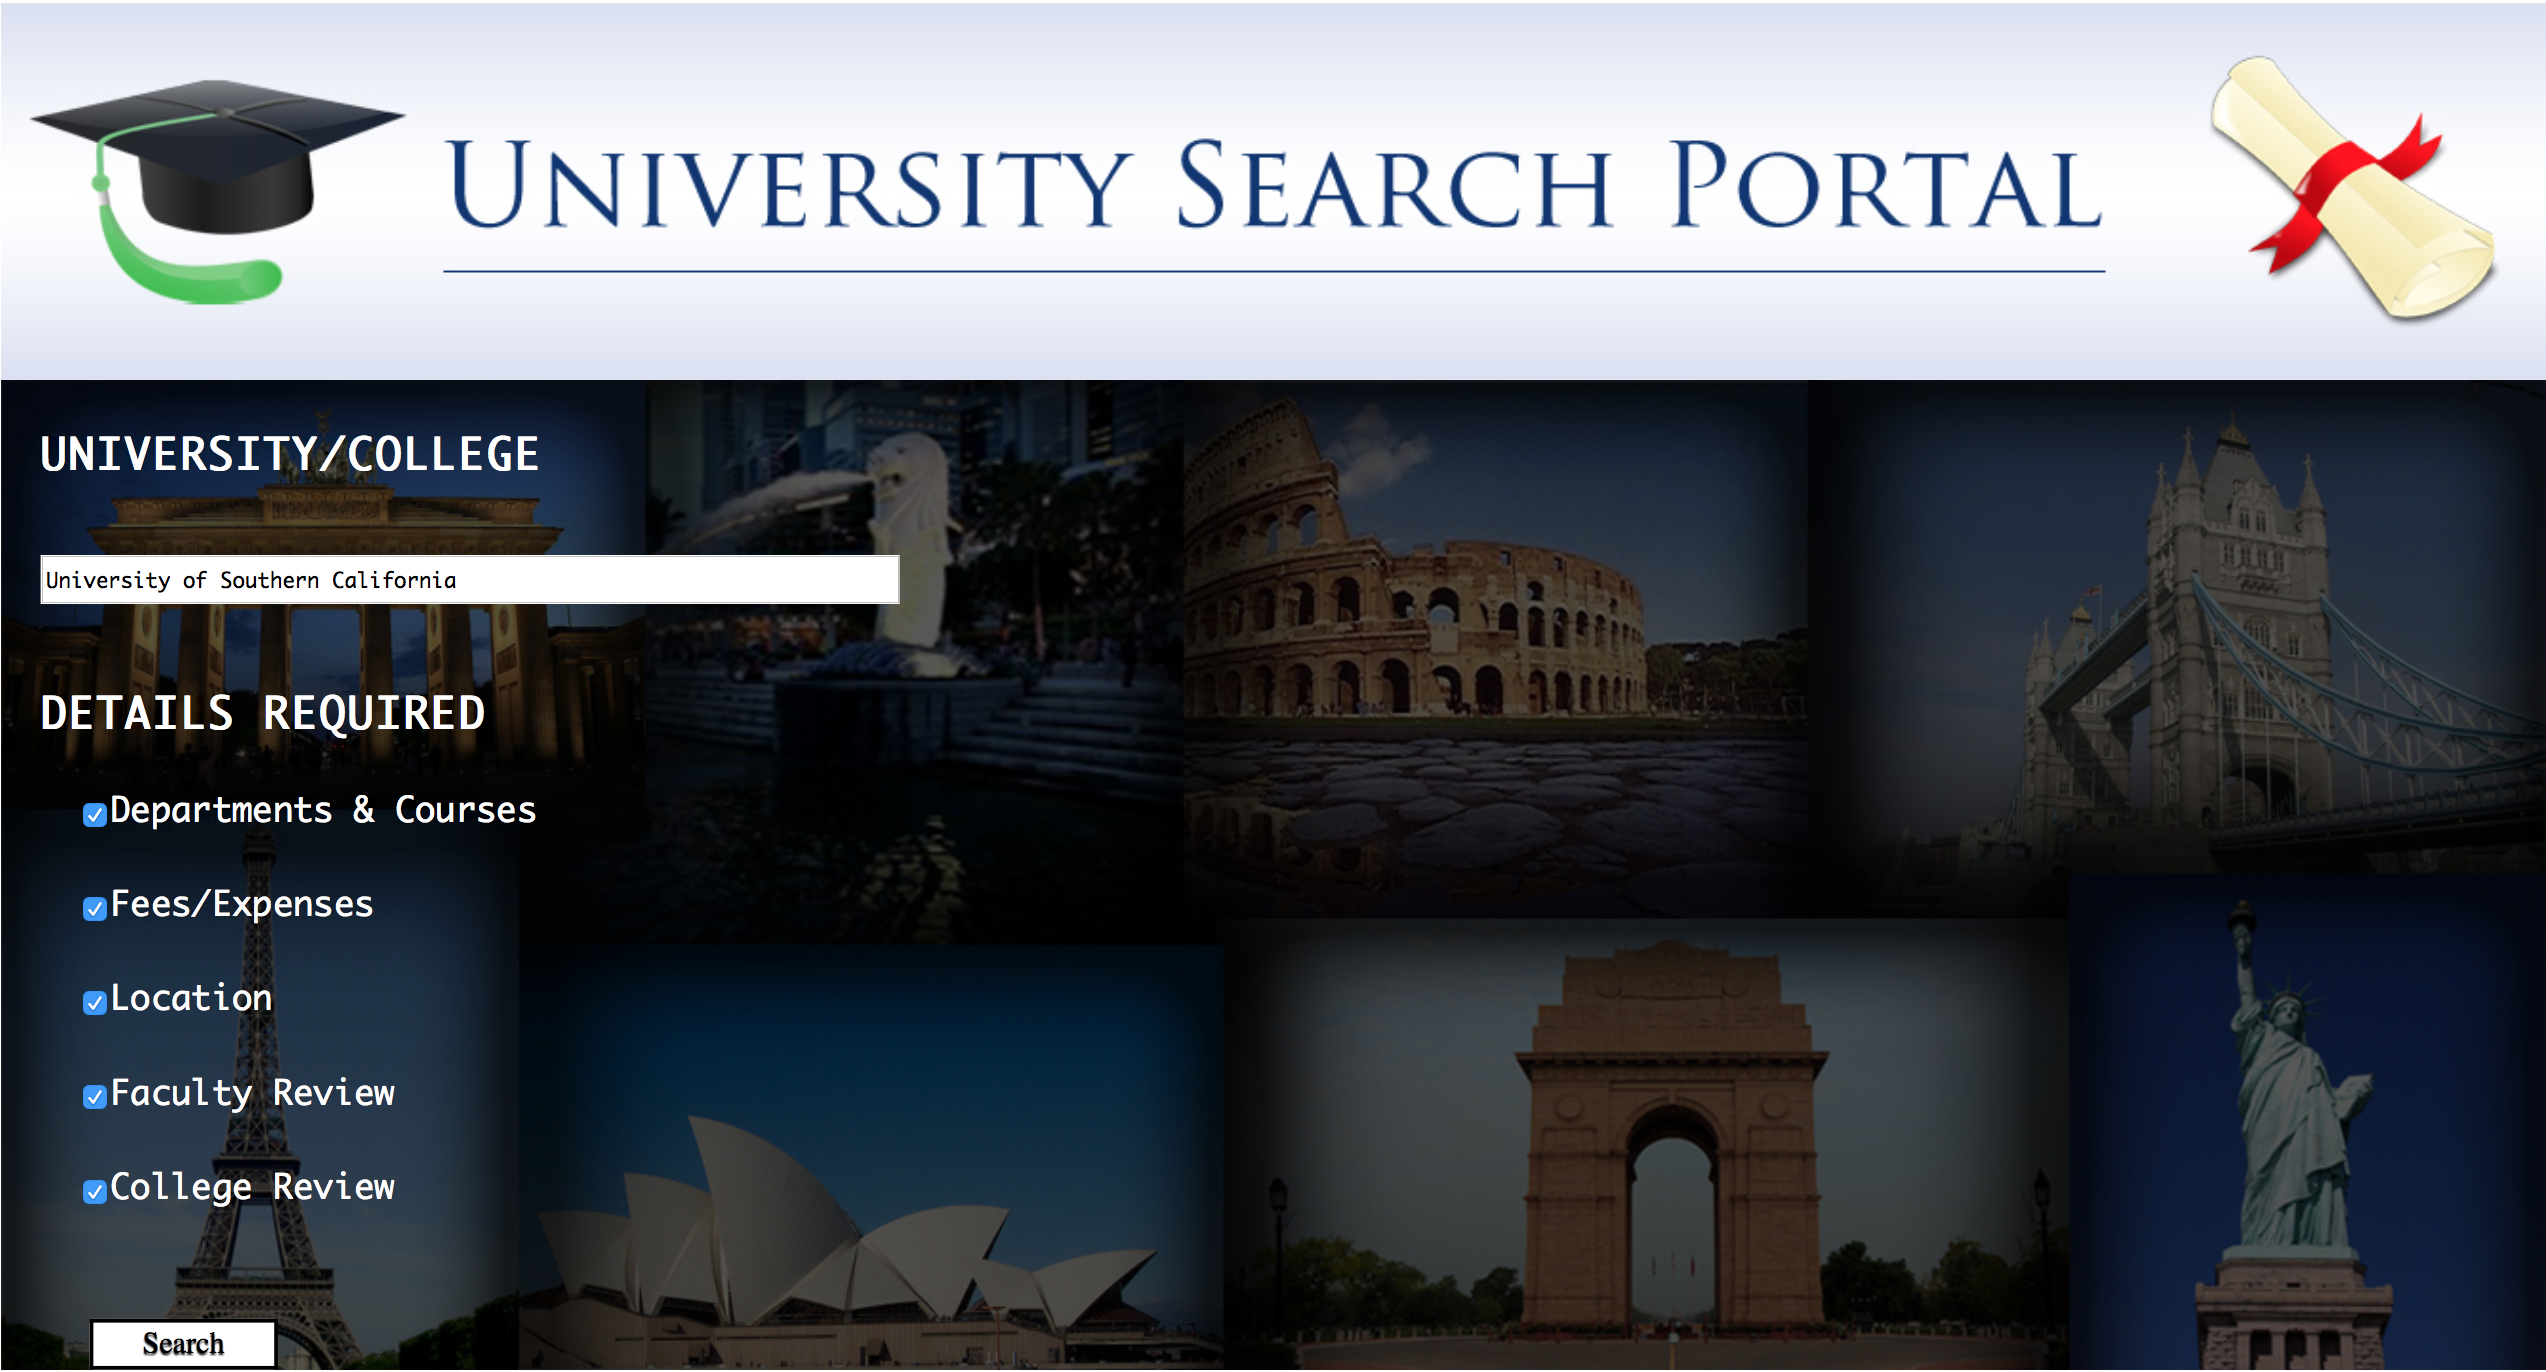 UNIVERSITY SEARCH PORTAL
UNIVERSITY/COLLEGE
University of Southern California
DETAILS REQUIRED
Departments & Courses
Fees/Expenses
Location
Faculty Review
College Review
Search